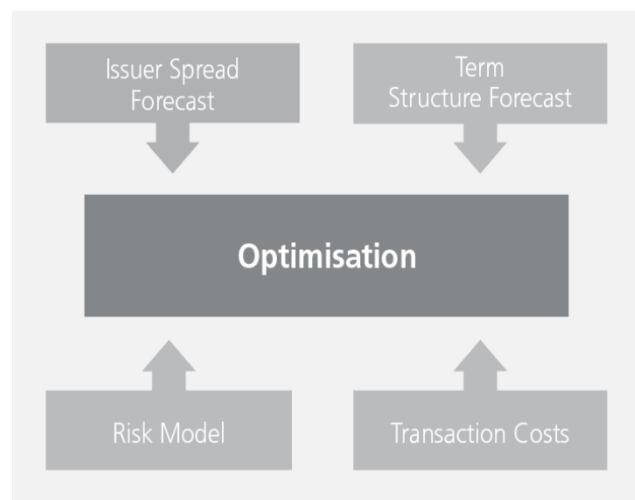 Issuer Spread
Forecast
Term
Structure Forecast
Optimisation
Risk Model
Transaction Costs